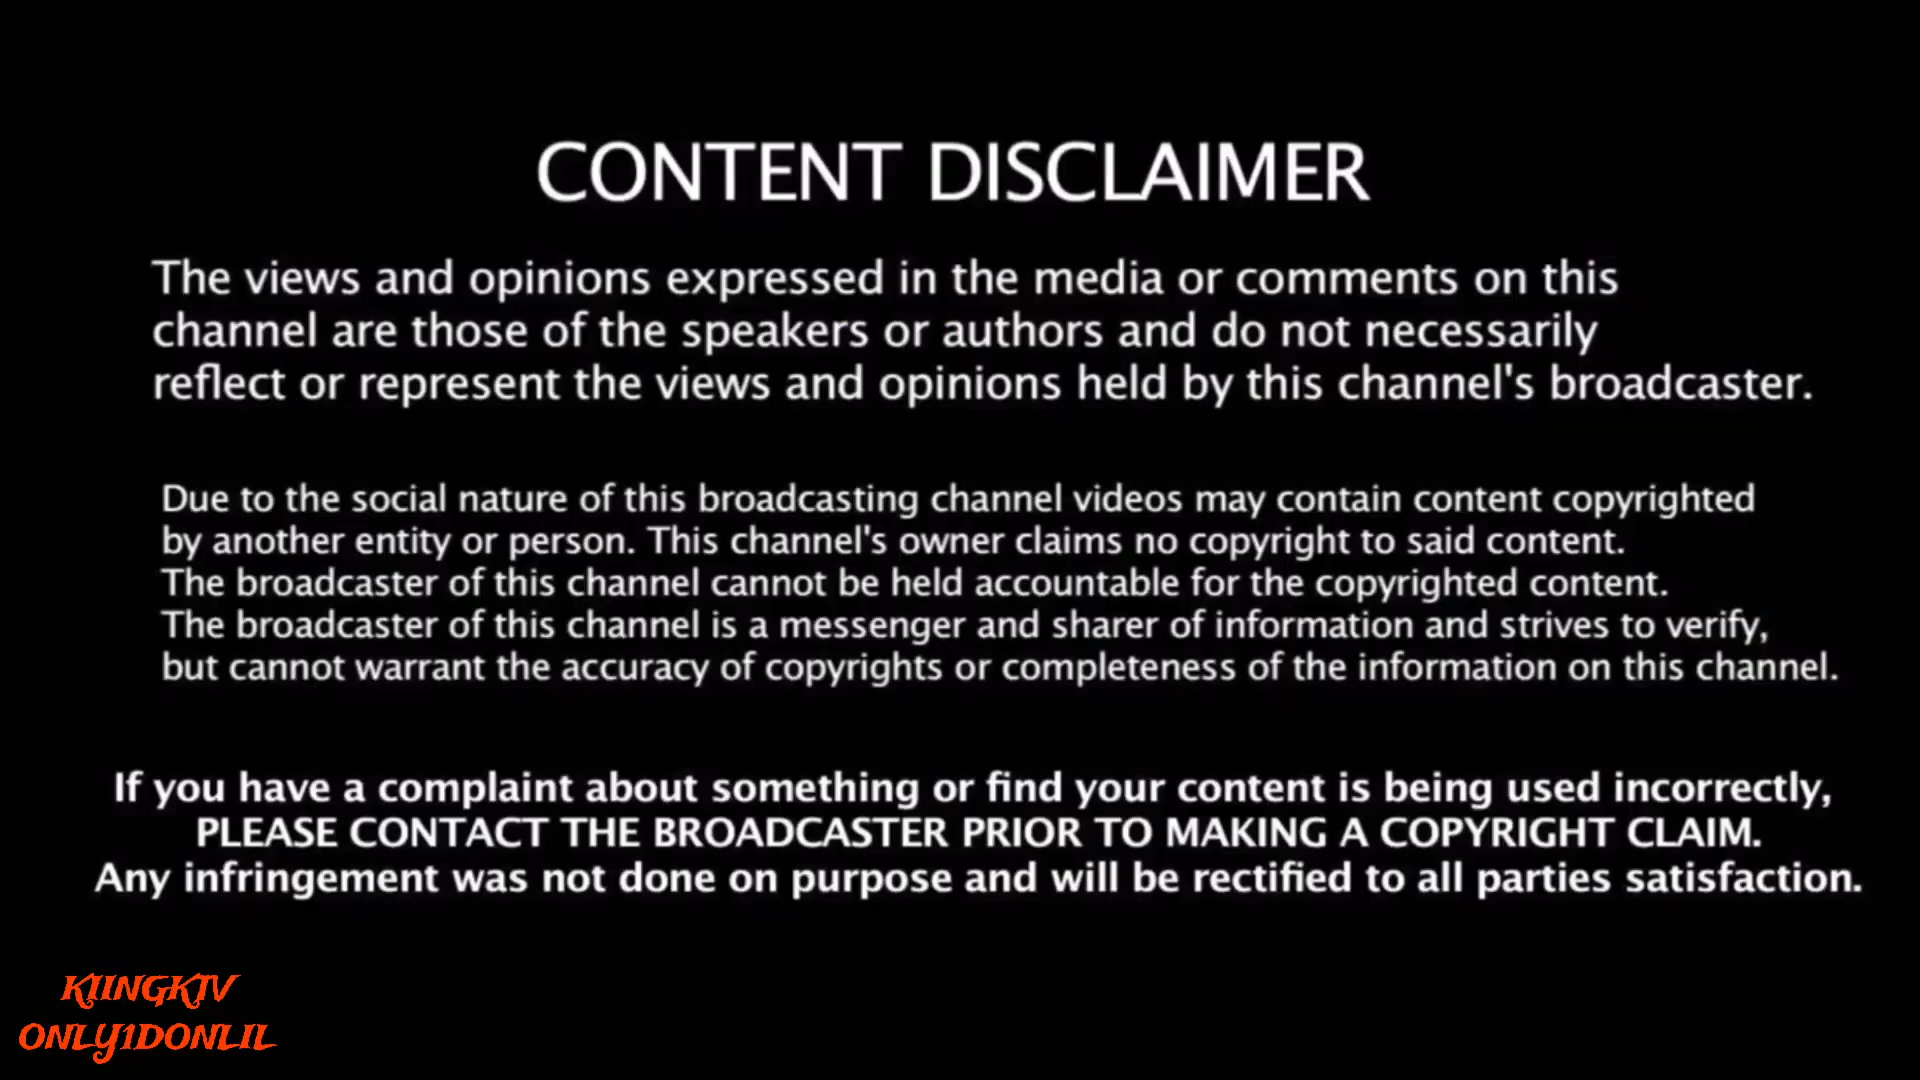 CONTENT DISCLAIMER
The views and opinions expressed in the media or comments on this
channel are those of the speakers or authors and do not necessarily
reflect or represent the views and opinions held by this channel's broadcaster.
Due to the social nature of this broadcasting channel videos may contain content copyrighted
by another entity or person. This channel's owner claims no copyright to said content.
The broadcaster of this channel cannot be held accountable for the copyrighted content.
The broadcaster of this channel is a messenger and sharer of information and strives to verify,
but cannot warrant the accuracy of copyrights or completeness of the information on this channel.
If you have a complaint about something or find your content is being used incorrectly,
PLEASE CONTACT THE BROADCASTER PRIOR TO MAKING A COPYRIGHT CLAIM.
Any infringement was not done on purpose and will be rectified to all parties satisfaction.
KIINGKTV
ONLY1DONLIL